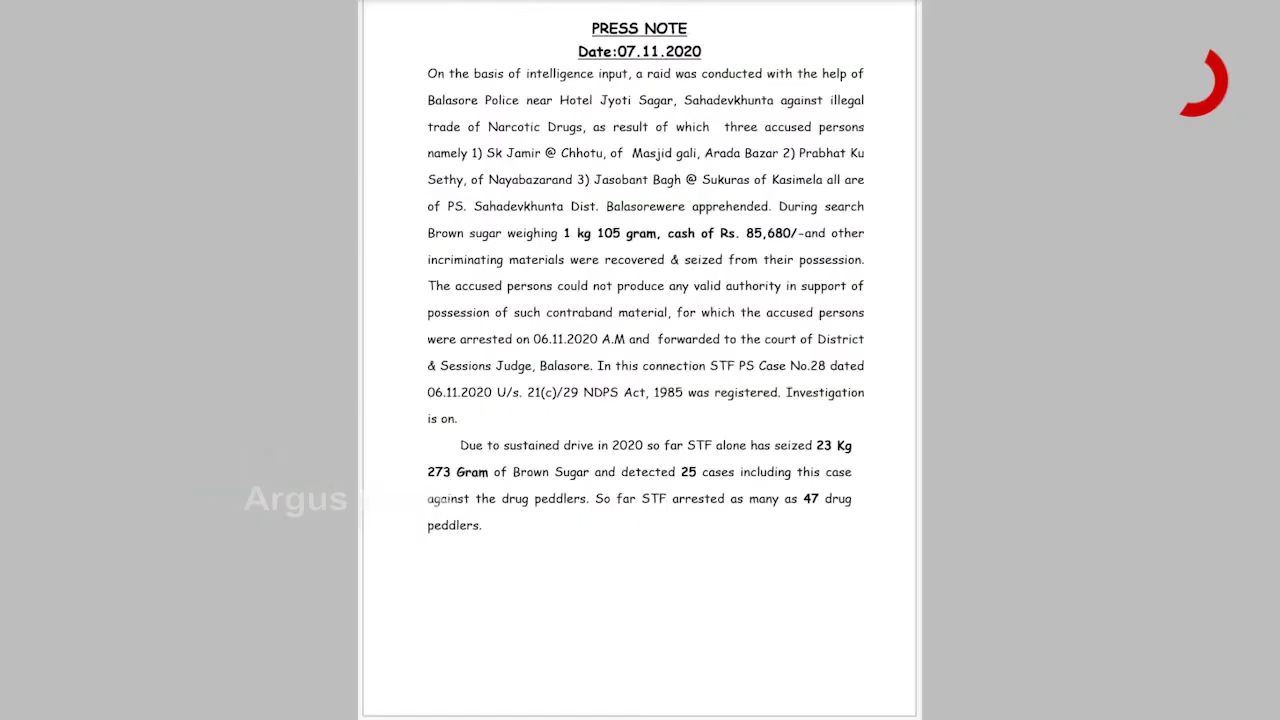 PRESS NOTE
Date:07.11.2020
On the basis of intelligence input, a raid was conducted with the help of
Balasore Police near Hotel Jyoti Sagar, Sahadevkhunta against illegal
trade of Narcotic Drugs, as result of which three accused persons
namely 1) Sk Jamir @ Chhotu, of Masjid gali, Arada Bazar 2) Prabhat Ku
Sethy, of Nayabazarand 3) Jasobant Bagh @ Sukuras of Kasimela all are
of PS. Sahadevkhunta Dist. Balasorewere apprehended. During search
Brown sugar weighing 1 kg 105 gram, cash of Rs. 85,680/-and other
incriminating materials were recovered & seized from their possession.
The accused persons could not produce any valid authority in support of
possession of such contraband material, for which the accused persons
were arrested on 06.11.2020 A.M and forwarded to the court of District
& Sessions Judge, Balasore. In this connection STF PS Case No.28 dated
06.11.2020 U/s. 21(c)/29 NDPS Act, 1985 was registered. Investigation
is on.
Due to sustained drive in 2020 so far STF alone has seized 23 Kg
273 Gram of Brown Sugar and detected 25 cases including this case
against the drug peddlers. So far STF arrested as many as 47 drug
peddlers.
Argus